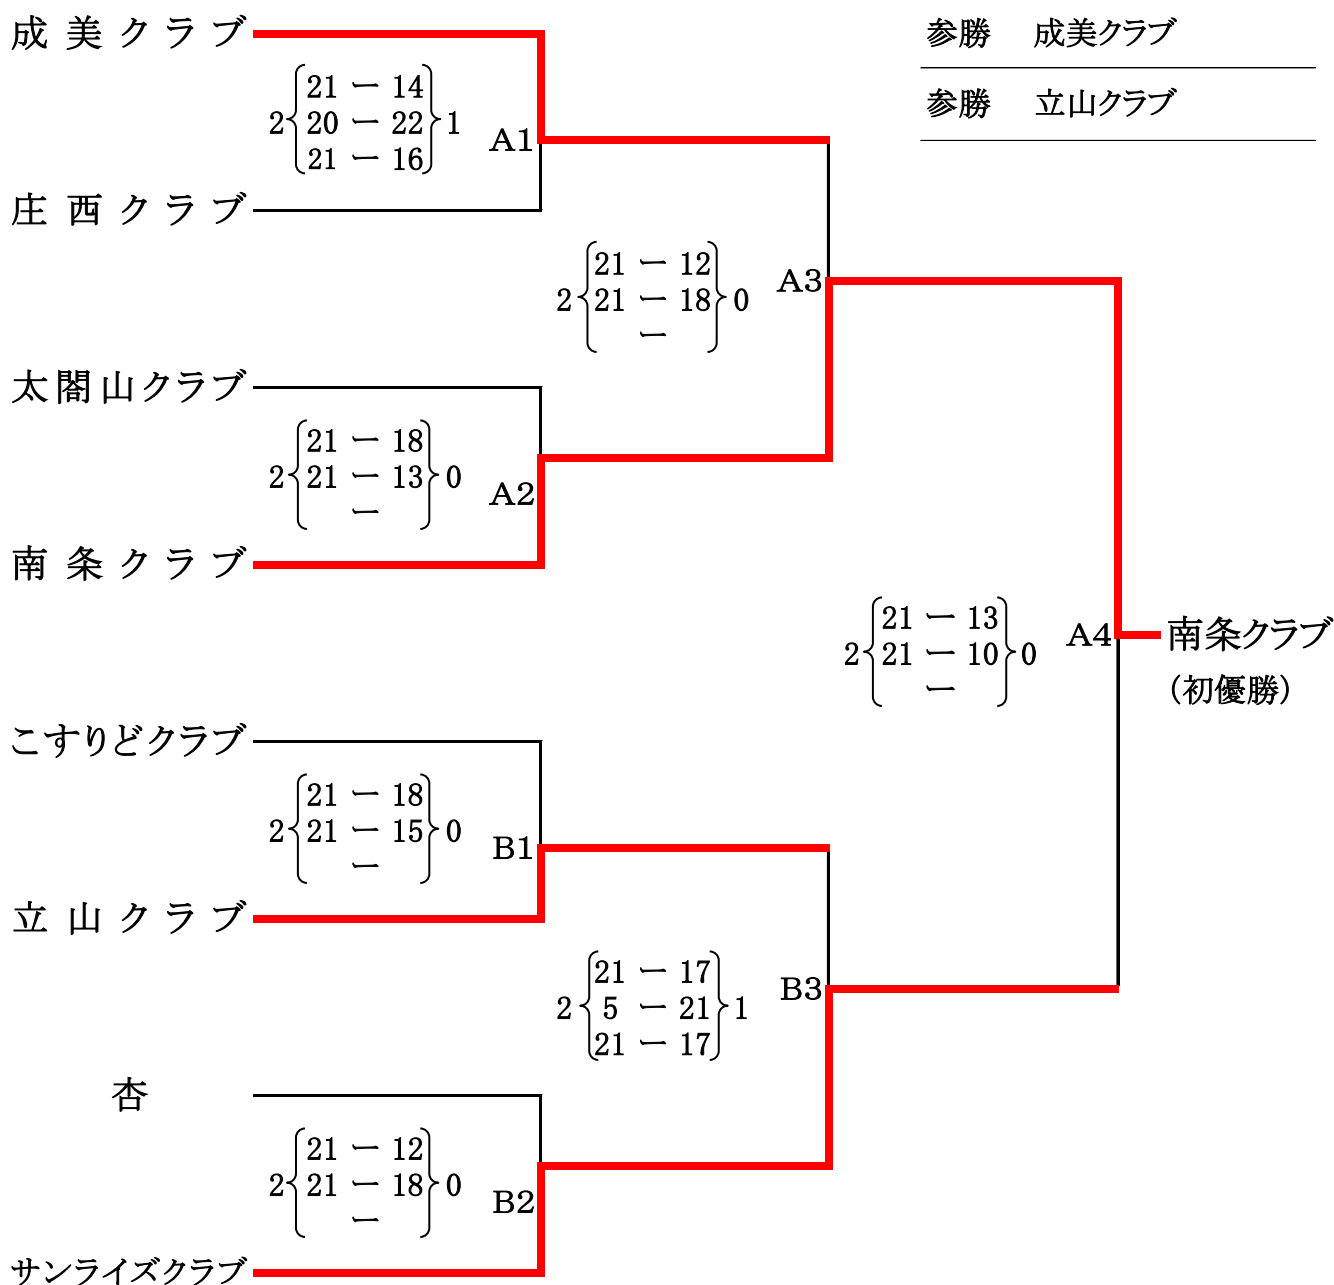 成美クラブ
参勝 成美クラブ
21 ー 14
2 20 ー 22 1
21 ー 16
A1
参勝 立山クラブ
庄西クラブ
21 ー 12
2 21 ー 18 0
ー
A3
太閤山クラブ
21 ー 18
2 21 ー 13 0
ー
A2
南条クラブ
21 ー 13
2 21 ー 10 0
ー
A4
南条クラブ
(初優勝)
こすりどクラブ
21 ー 18
2 21 ー 15 0
ー
B1
立山クラブ
21 ー 17
2 5 ー 21 1
21 ー 17
B3
杏
21 ー 12
2 21 ー 18 0
ー
B2
サンライズクラブ